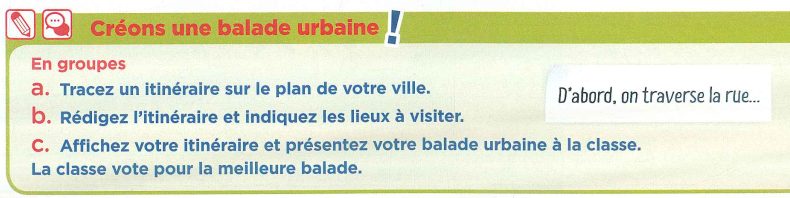 Créons une balade urbaine !
En groupes
a. Tracez un itinéraire sur le plan de votre ville.
D'abord, on traverse la rue...
b. Rédigez l'itinéraire et indiquez les lieux à visiter.
c. Affichez votre itinéraire et présentez votre balade urbaine à la classe.
La classe vote pour la meilleure balade.